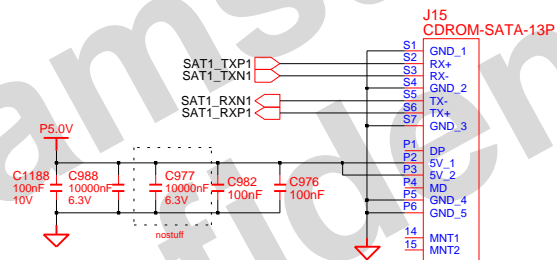 J15
CDROM-SATA-13P
S1 GND_1
SAT1_TXP1 S2 RX+
SAT1_TXN1 S3 RX-
S4 GND_2
SAT1_RXN1 S5 TX-
SAT1_RXP1 S6 TX+
S7 GND_3
P5.0V
P1 DP
P2 5V_1
P3 5V_2
P4 MD
P5 GND_4
P6 GND_5
C1188 C988 C977 C982 C976
100nF 10000nF 10000nF 100nF 100nF
10V 6.3V 6.3V
nostuff
14 MNT1
15 MNT2